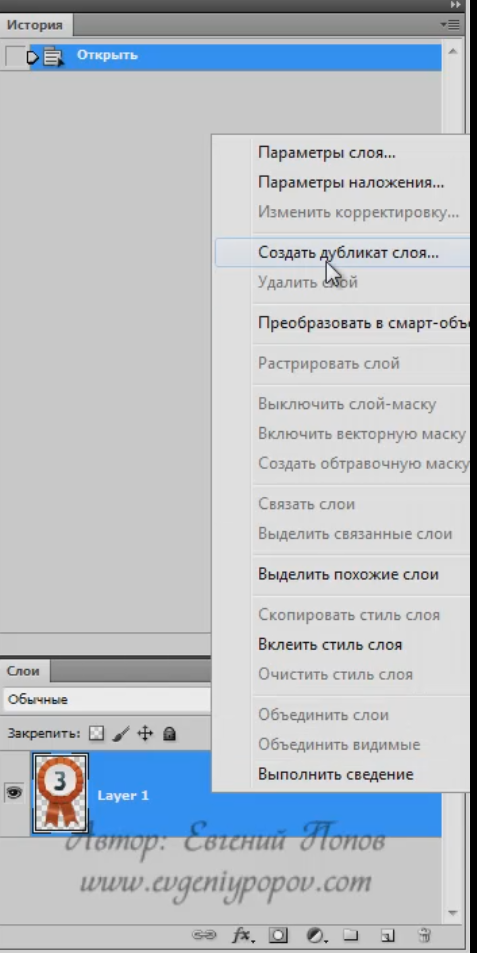 История
Открыть
Параметры слоя...
Параметры наложения...
Изменить корректировку...
Создать дубликат слоя...
Удалить слой
Преобразовать в смарт-объ
Растрировать слой
Выключить слой-маску
Включить векторную маску
Создать обтравочную маску
Связать слои
Выделить связанные слои
Выделить похожие слои
Скопировать стиль слоя
Вклеить стиль слоя
Очистить стиль слоя
Объединить слои
Объединить видимые
Выполнить сведение
Слои
Обычные
Закрепить:
3
Layer 1
Автор: Евгений Попов
www.evgeniypopov.com
fx.